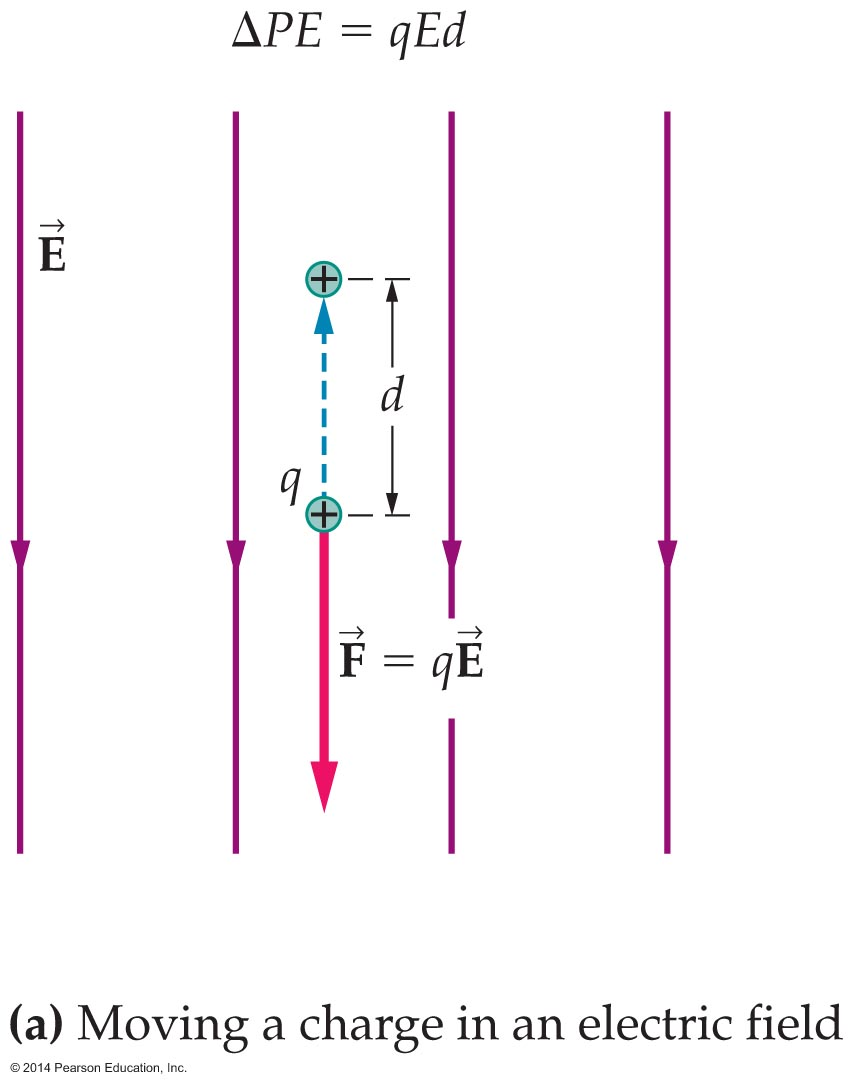 ΔPE = qEd
E⃗
+
d
q
+
F⃗ = qE⃗
(a) Moving a charge in an electric field
© 2014 Pearson Education, Inc.